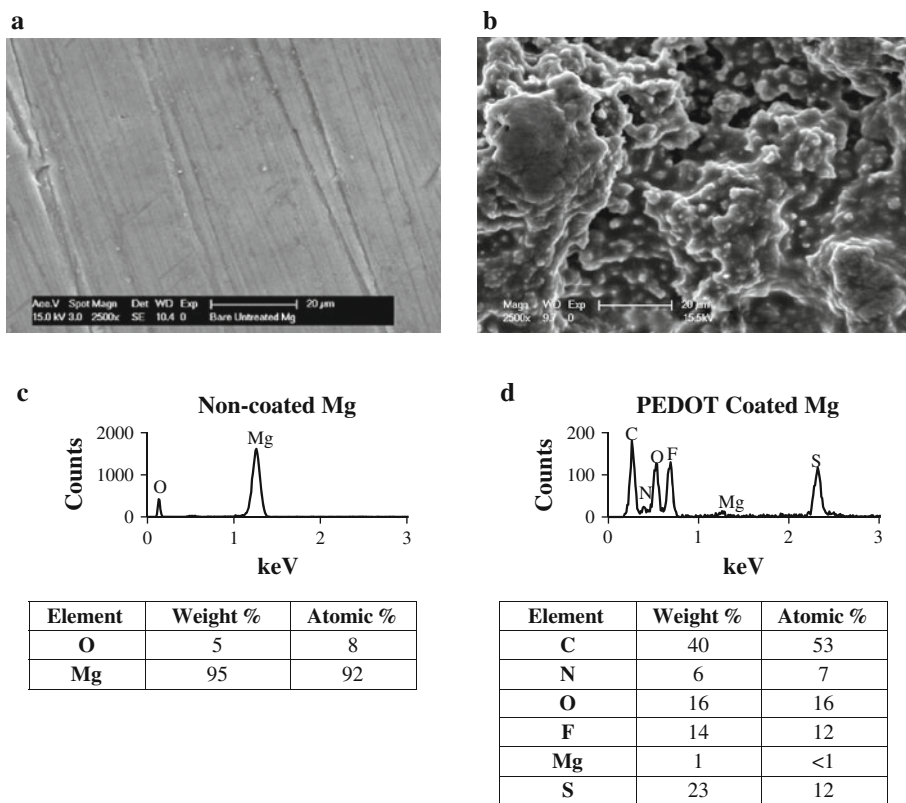 a
b
Acc.V Spot Magn Det WD Exp 20 µm
15.0 kV 3.0 2500x SE 10.4 0 Bare Untreated Mg
Magn WD Exp 20 µm
2500x 9.7 0 15.5kV
c
Non-coated Mg
Counts
2000
1000
0
O
Mg
0 1 2 3
keV
Element Weight % Atomic %
O 5 8
Mg 95 92
d
PEDOT Coated Mg
Counts
200
100
0
C
N
O
F
Mg
S
0 1 2 3
keV
Element Weight % Atomic %
C 40 53
N 6 7
O 16 16
F 14 12
Mg 1 <1
S 23 12